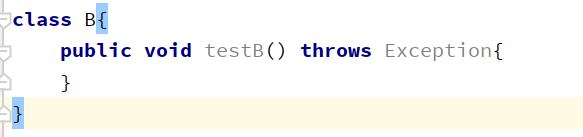 class B{
    public void testB() throws Exception{
    }
}